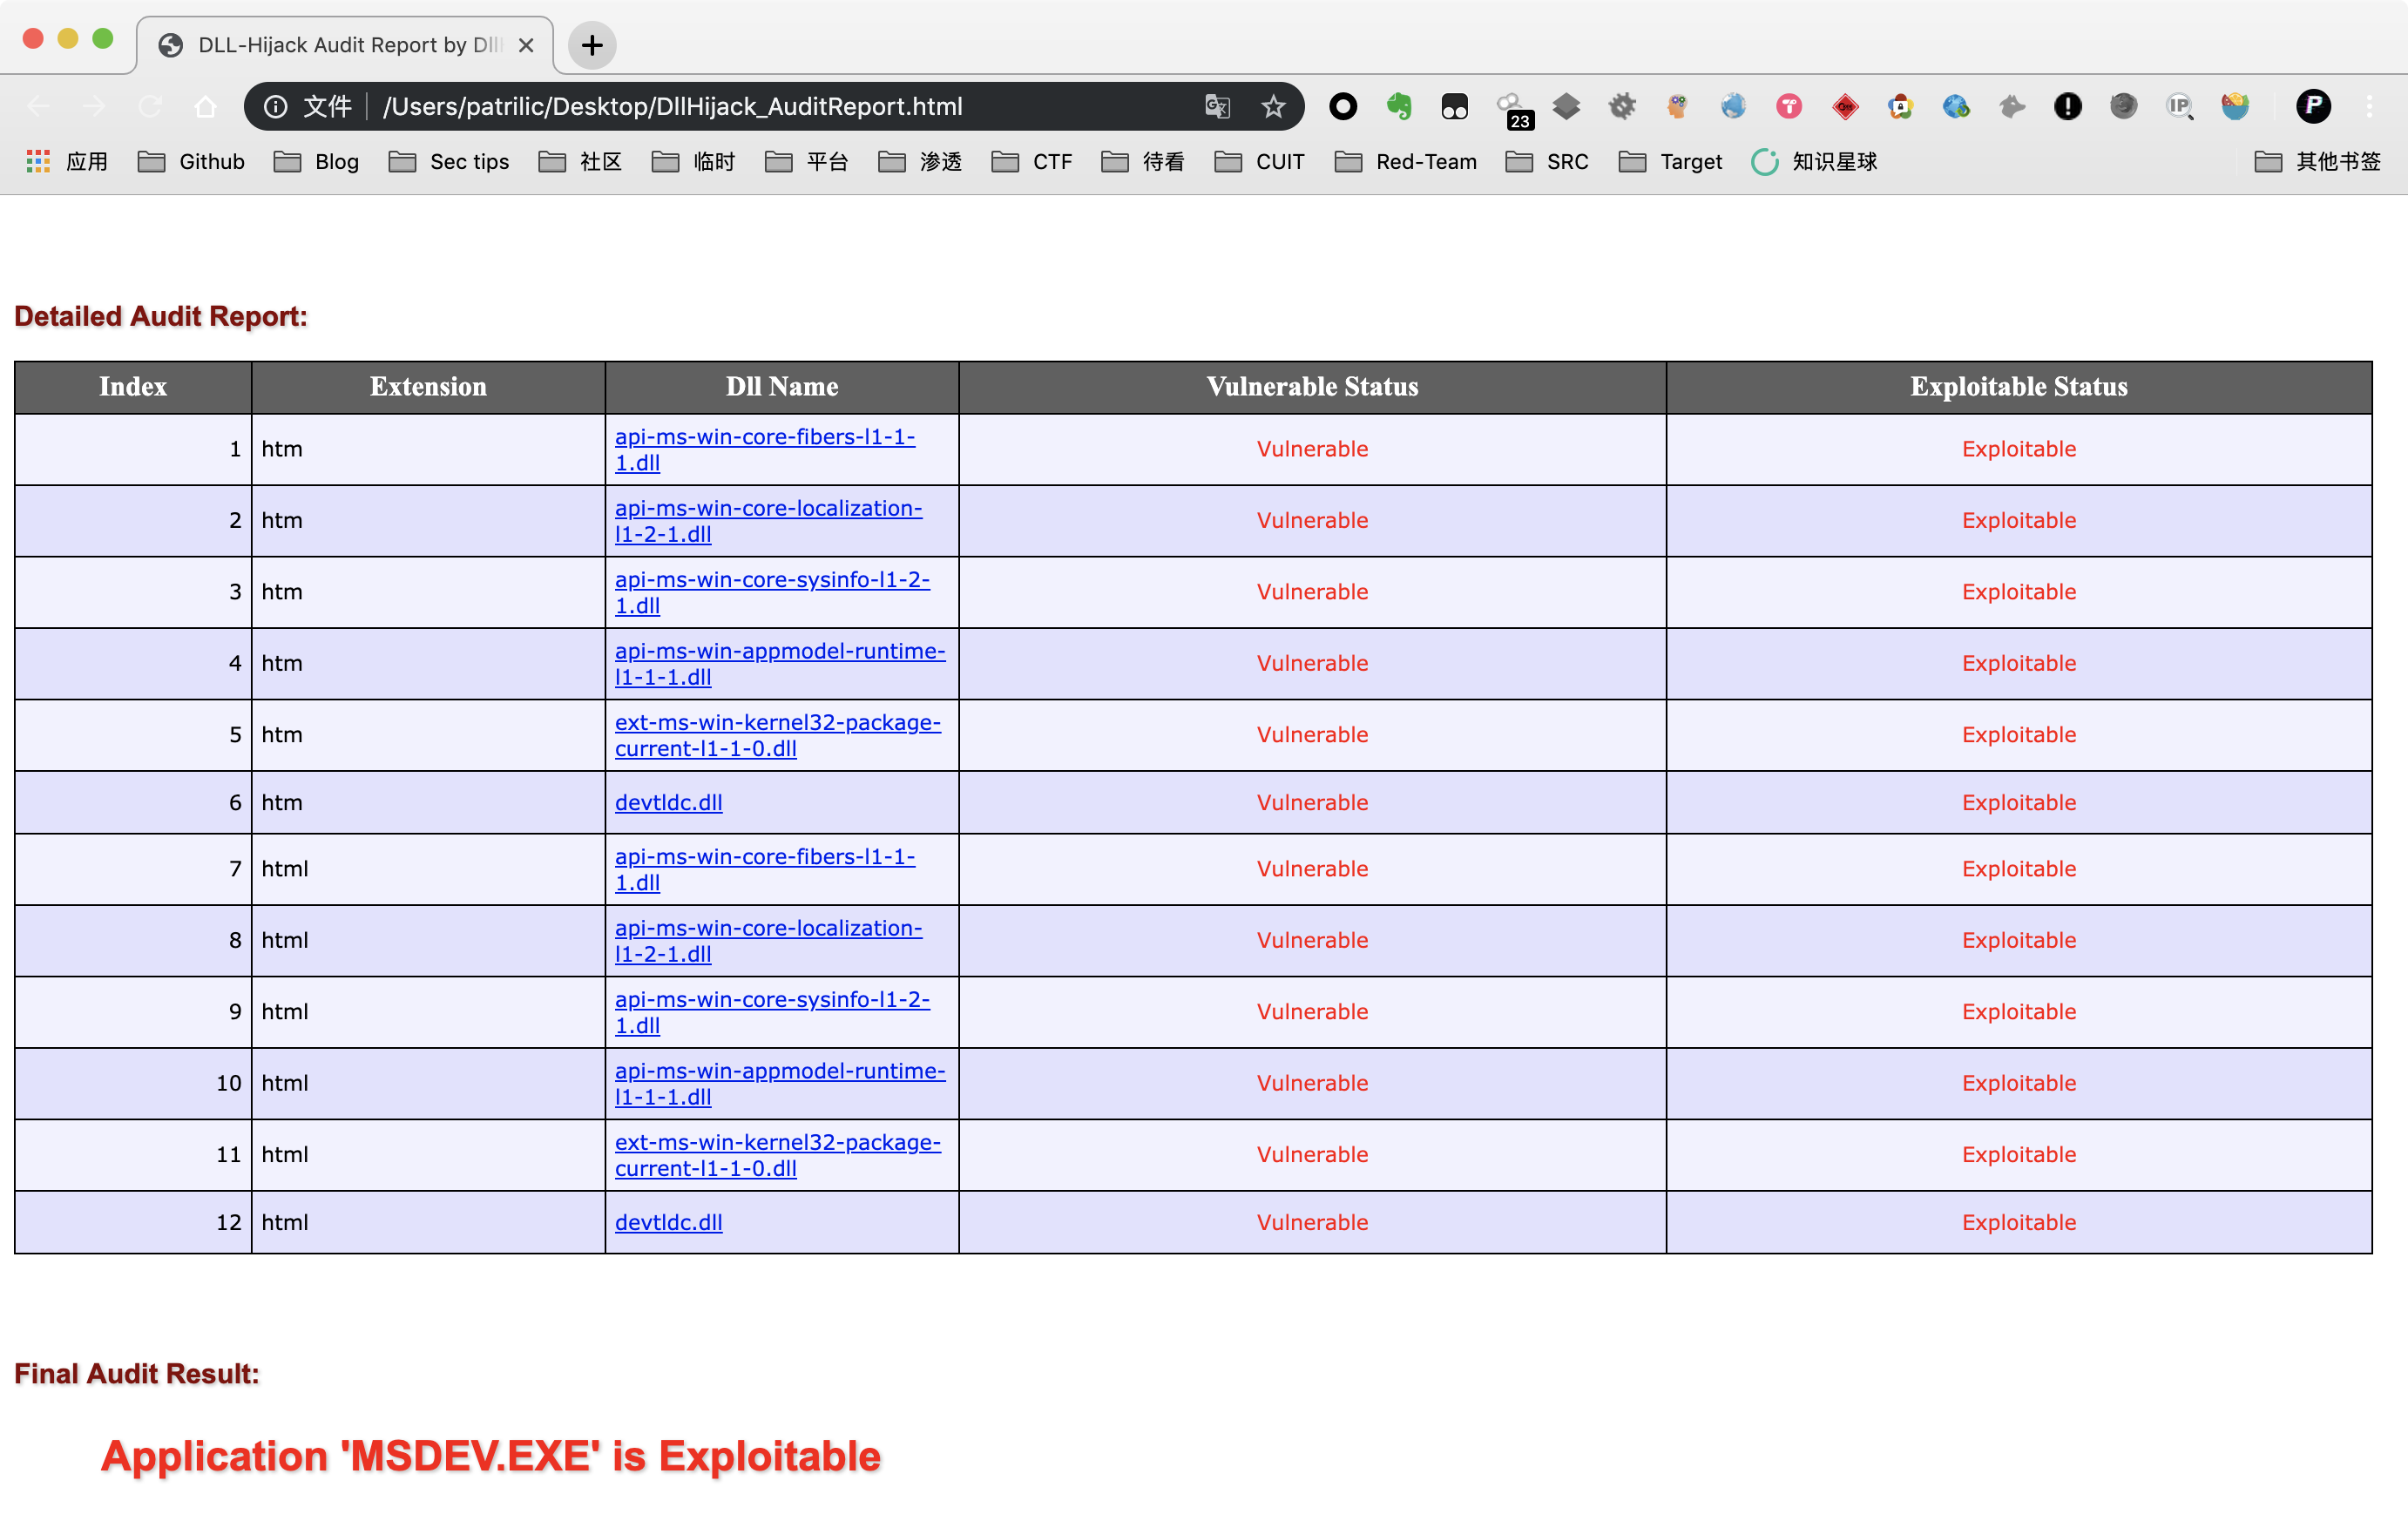 DLL-Hijack Audit Report by Dll
文件 /Users/patrilic/Desktop/DllHijack_AuditReport.html
23
IP
P
应用 Github Blog Sec tips 社区 临时 平台 渗透 CTF 待看 CUIT Red-Team SRC Target 知识星球 其他书签
Detailed Audit Report:
Index Extension Dll Name Vulnerable Status Exploitable Status
1 htm api-ms-win-core-fibers-l1-1-
1.dll Vulnerable Exploitable
2 htm api-ms-win-core-localization-
l1-2-1.dll Vulnerable Exploitable
3 htm api-ms-win-core-sysinfo-l1-2-
1.dll Vulnerable Exploitable
4 htm api-ms-win-appmodel-runtime-
l1-1-1.dll Vulnerable Exploitable
5 htm ext-ms-win-kernel32-package-
current-l1-1-0.dll Vulnerable Exploitable
6 htm devtldc.dll Vulnerable Exploitable
7 html api-ms-win-core-fibers-l1-1-
1.dll Vulnerable Exploitable
8 html api-ms-win-core-localization-
l1-2-1.dll Vulnerable Exploitable
9 html api-ms-win-core-sysinfo-l1-2-
1.dll Vulnerable Exploitable
10 html api-ms-win-appmodel-runtime-
l1-1-1.dll Vulnerable Exploitable
11 html ext-ms-win-kernel32-package-
current-l1-1-0.dll Vulnerable Exploitable
12 html devtldc.dll Vulnerable Exploitable
Final Audit Result:
Application 'MSDEV.EXE' is Exploitable